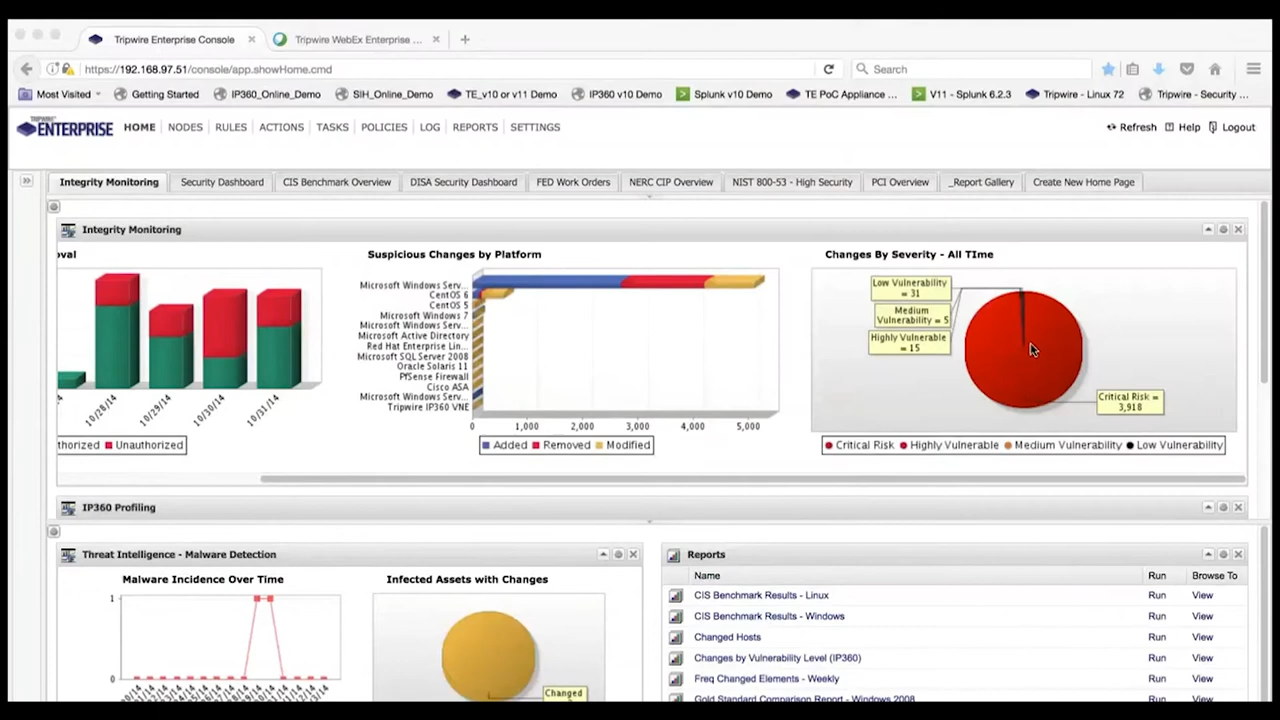 Tripwire Enterprise Console
Tripwire WebEx Enterprise ...
https://192.168.97.51/console/app.showHome.cmd
Search
Most Visited
Getting Started
IP360_Online_Demo
SIH_Online_Demo
TE_v10 or v11 Demo
IP360 v10 Demo
Splunk v10 Demo
TE PoC Appliance ...
V11 - Splunk 6.2.3
Tripwire - Linux 72
Tripwire - Security ...
TRIPWIRE
ENTERPRISE
HOME NODES RULES ACTIONS TASKS POLICIES LOG REPORTS SETTINGS
Refresh Help Logout
Integrity Monitoring
Security Dashboard
CIS Benchmark Overview
DISA Security Dashboard
FED Work Orders
NERC CIP Overview
NIST 800-53 - High Security
PCI Overview
_Report Gallery
Create New Home Page
Integrity Monitoring
oval
10/28/14
10/29/14
10/30/14
10/31/14
thorized Unauthorized
Suspicious Changes by Platform
Microsoft Windows Serv...
CentOS 6
CentOS 5
Microsoft Windows 7
Microsoft Windows Serv...
Microsoft Active Directory
Red Hat Enterprise Lin...
Microsoft SQL Server 2008
Oracle Solaris 11
PfSense Firewall
Cisco ASA
Microsoft Windows Serv...
Tripwire IP360 VNE
0 1,000 2,000 3,000 4,000 5,000
Added Removed Modified
Changes By Severity - All TIme
Low Vulnerability
= 31
Medium
Vulnerability = 5
Highly Vulnerable
= 15
Critical Risk =
3,918
Critical Risk Highly Vulnerable Medium Vulnerability Low Vulnerability
IP360 Profiling
Threat Intelligence - Malware Detection
Malware Incidence Over Time
1
0
Infected Assets with Changes
Changed
Reports
Name Run Browse To
CIS Benchmark Results - Linux Run View
CIS Benchmark Results - Windows Run View
Changed Hosts Run View
Changes by Vulnerability Level (IP360) Run View
Freq Changed Elements - Weekly Run View
Gold Standard Comparison Report - Windows 2008 Run View